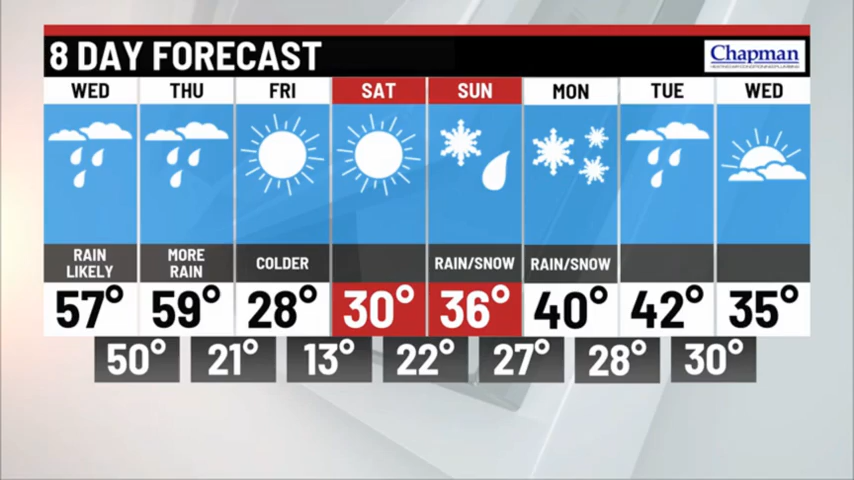 8 DAY FORECAST
Chapman
WED THU FRI SAT SUN MON TUE WED
RAIN LIKELY
MORE RAIN
COLDER
RAIN/SNOW
RAIN/SNOW
57° 59° 28° 30° 36° 40° 42° 35°
50° 21° 13° 22° 27° 28° 30°